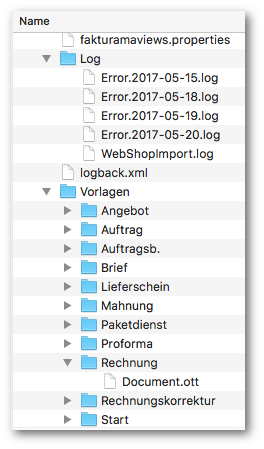 Name
fakturamaviews.properties
Log
Error.2017-05-15.log
Error.2017-05-18.log
Error.2017-05-19.log
Error.2017-05-20.log
WebShopImport.log
logback.xml
Vorlagen
Angebot
Auftrag
Auftragsb.
Brief
Lieferschein
Mahnung
Paketdienst
Proforma
Rechnung
Document.ott
Rechnungskorrektur
Start